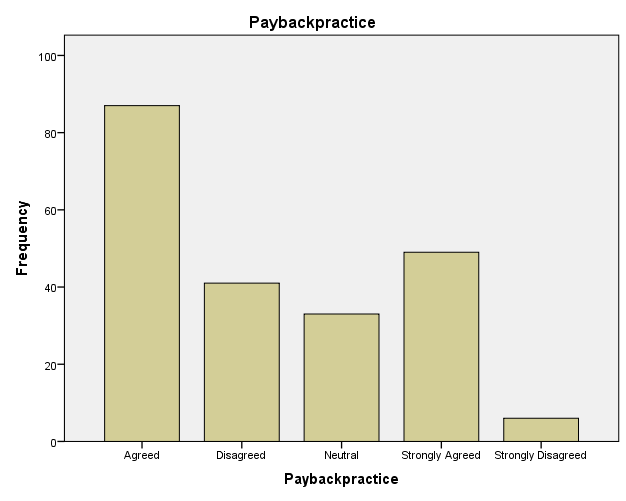 Paybackpractice
Frequency
100
80
60
40
20
0
Agreed Disagreed Neutral Strongly Agreed Strongly Disagreed
Paybackpractice